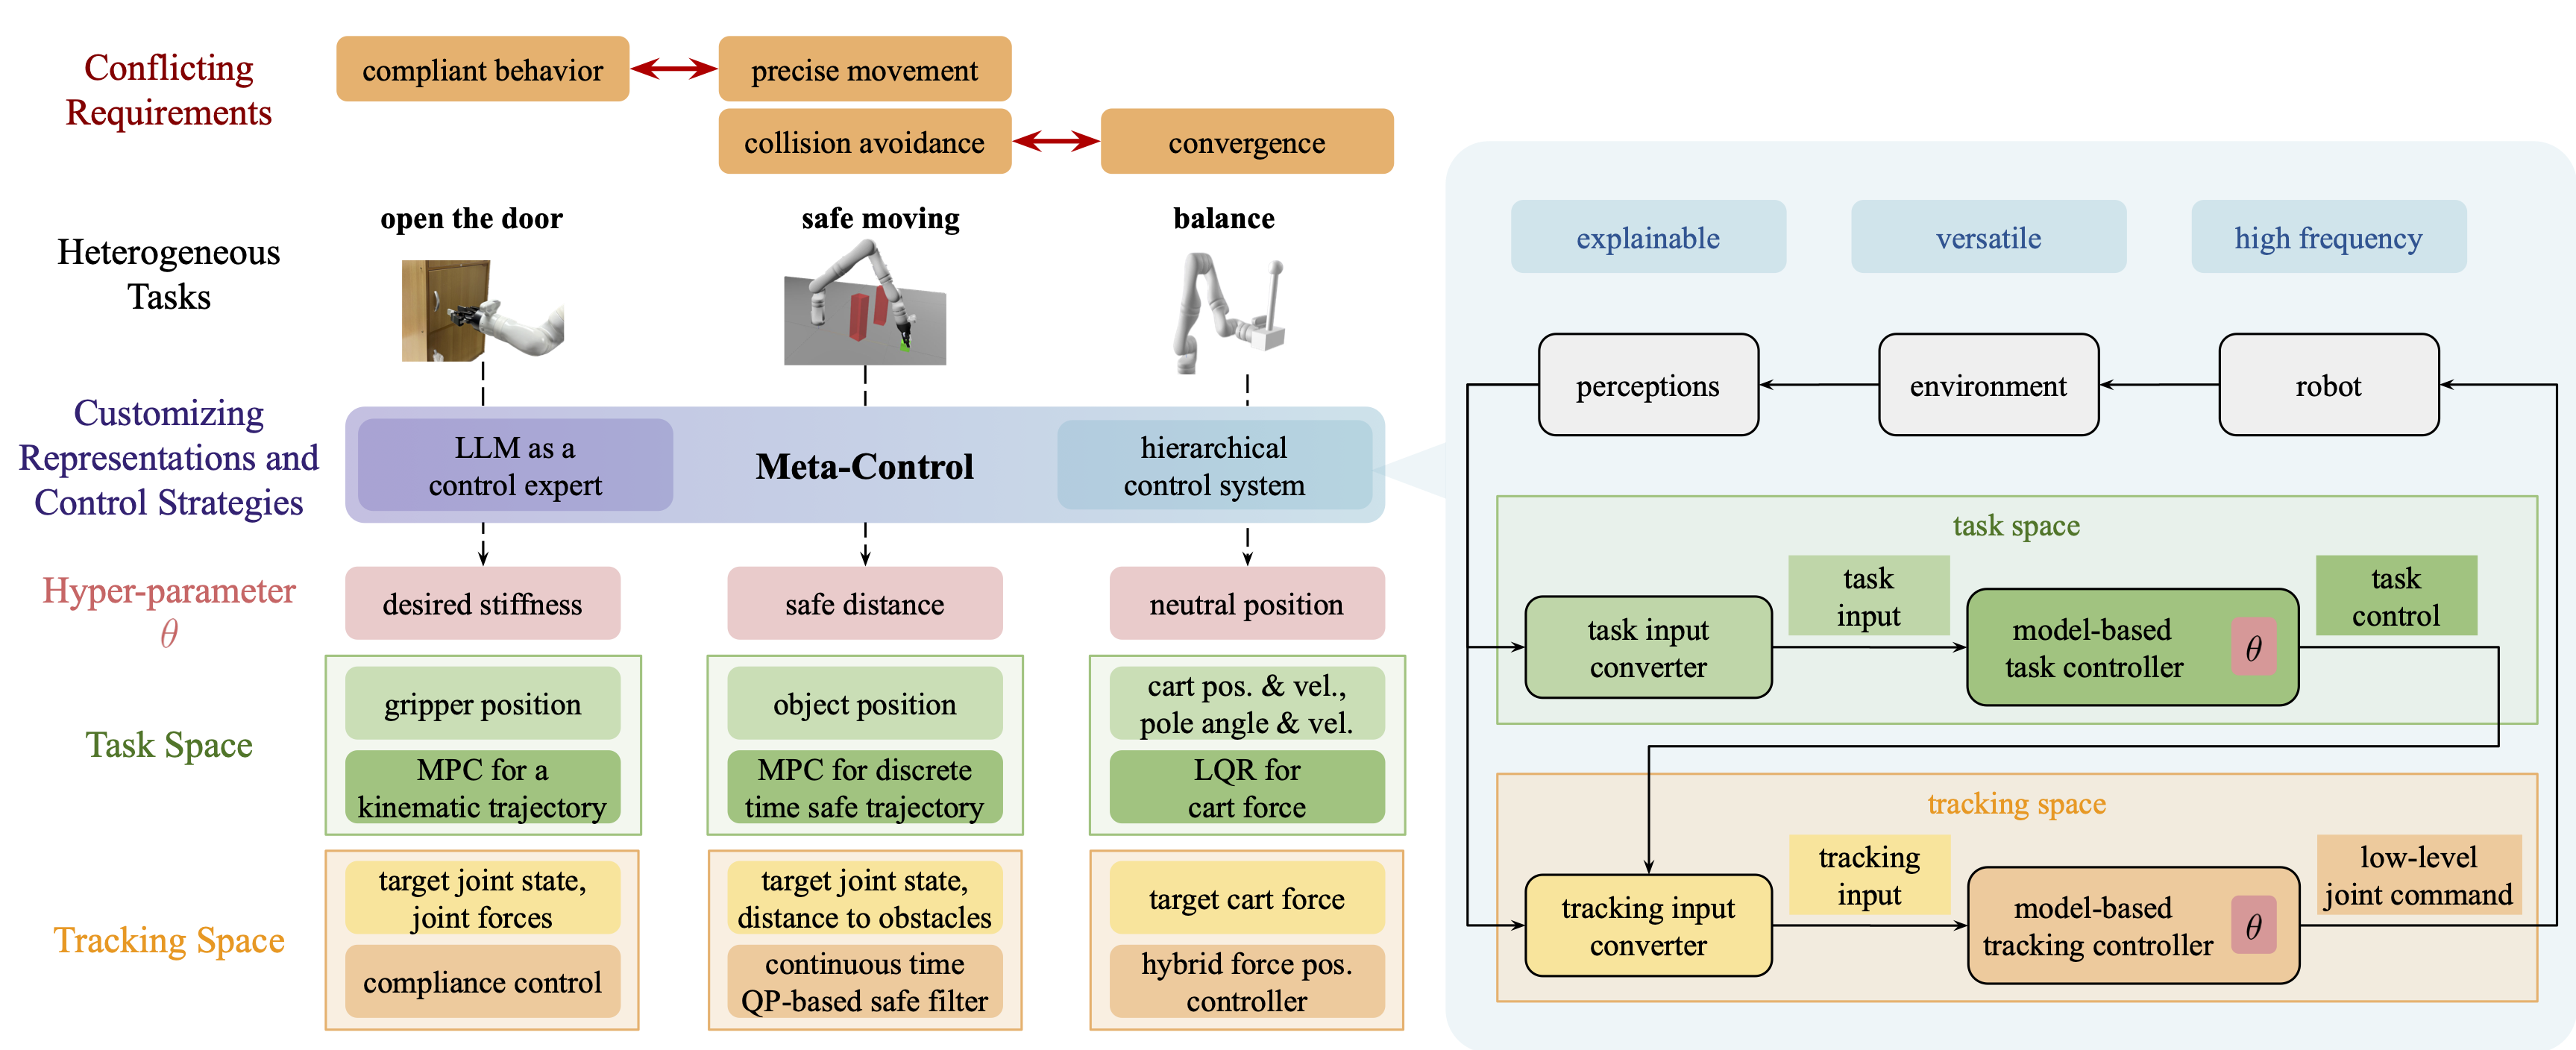 Conflicting
Requirements
compliant behavior
precise movement
collision avoidance
convergence
Heterogeneous
Tasks
open the door
safe moving
balance
Customizing
Representations and
Control Strategies
LLM as a
control expert
Meta-Control
hierarchical
control system
Hyper-parameter
θ
desired stiffness
safe distance
neutral position
Task Space
gripper position
object position
cart pos. & vel.,
pole angle & vel.
MPC for a
kinematic trajectory
MPC for discrete
time safe trajectory
LQR for
cart force
Tracking Space
target joint state,
joint forces
target joint state,
distance to obstacles
target cart force
compliance control
continuous time
QP-based safe filter
hybrid force pos.
controller
explainable
versatile
high frequency
perceptions
environment
robot
task space
task input
converter
task
input
model-based
task controller
θ
task
control
tracking space
tracking input
converter
tracking
input
model-based
tracking controller
θ
low-level
joint command